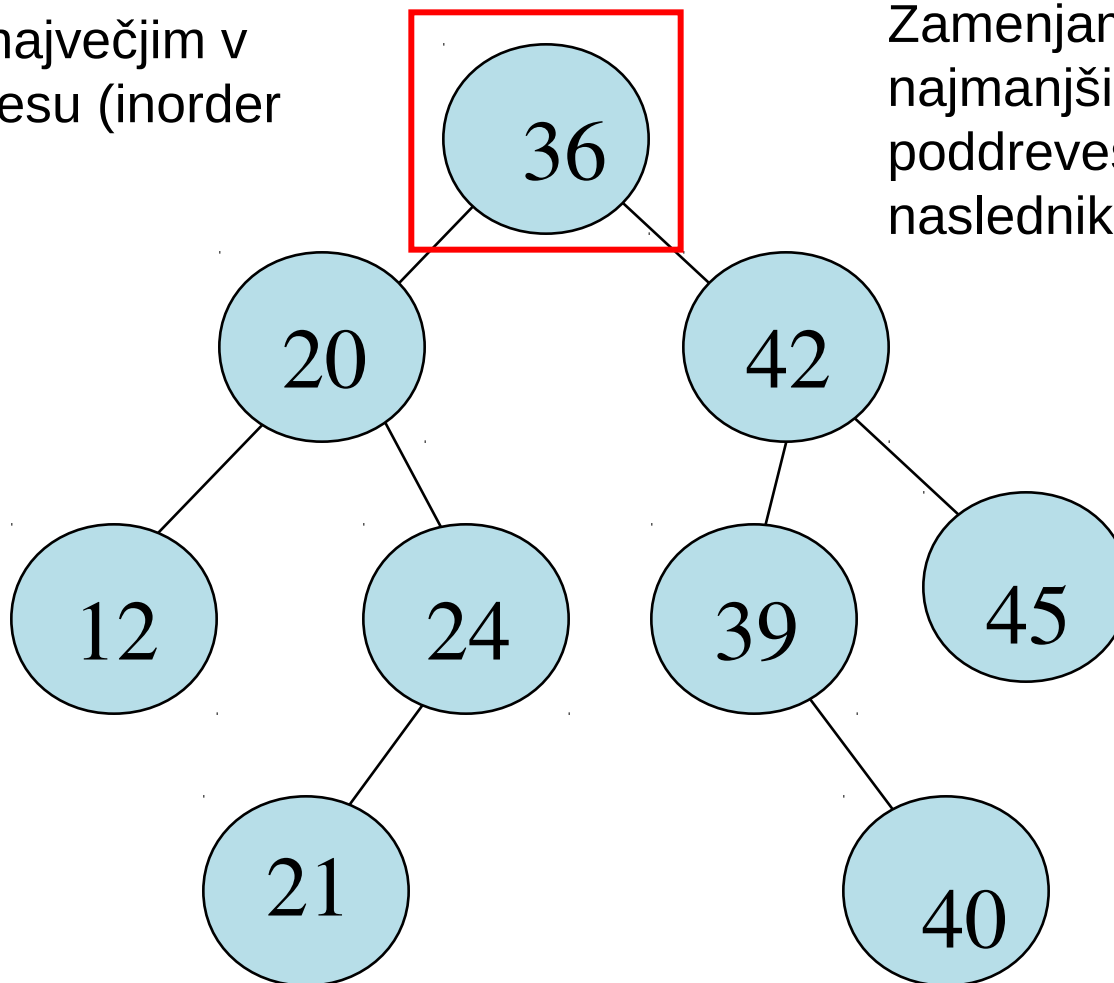 največjim v
esu (inorder
Zamenjan
najmanjši
poddreves
naslednik
36
20
42
12
24
39
45
21
40